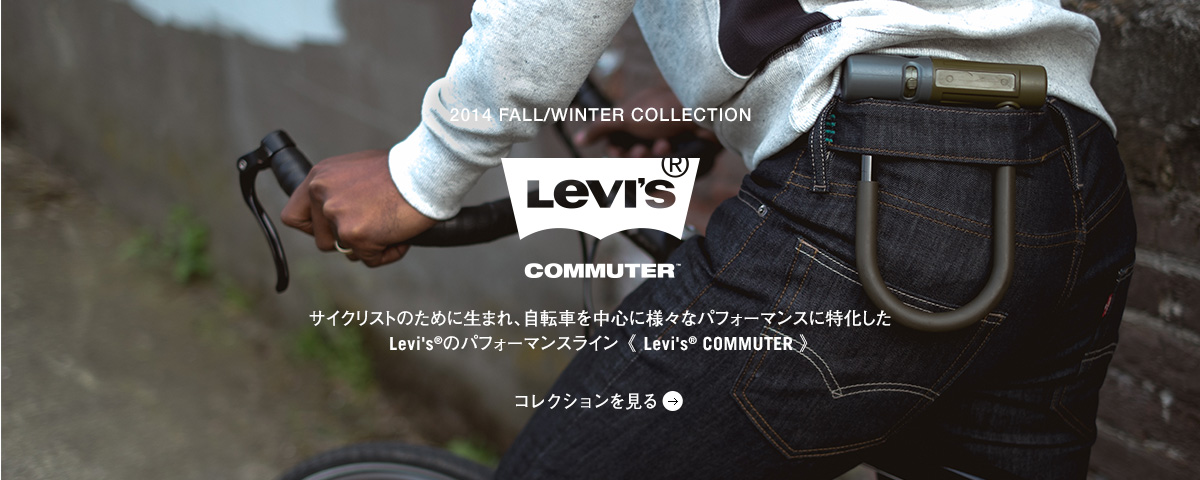 2014 FALL/WINTER COLLECTION
LEVI'S®
COMMUTER™
サイクリストのために生まれ、自転車を中心に様々なパフォーマンスに特化した
Levi's®のパフォーマンスライン《 Levi's® COMMUTER 》
コレクションを見る